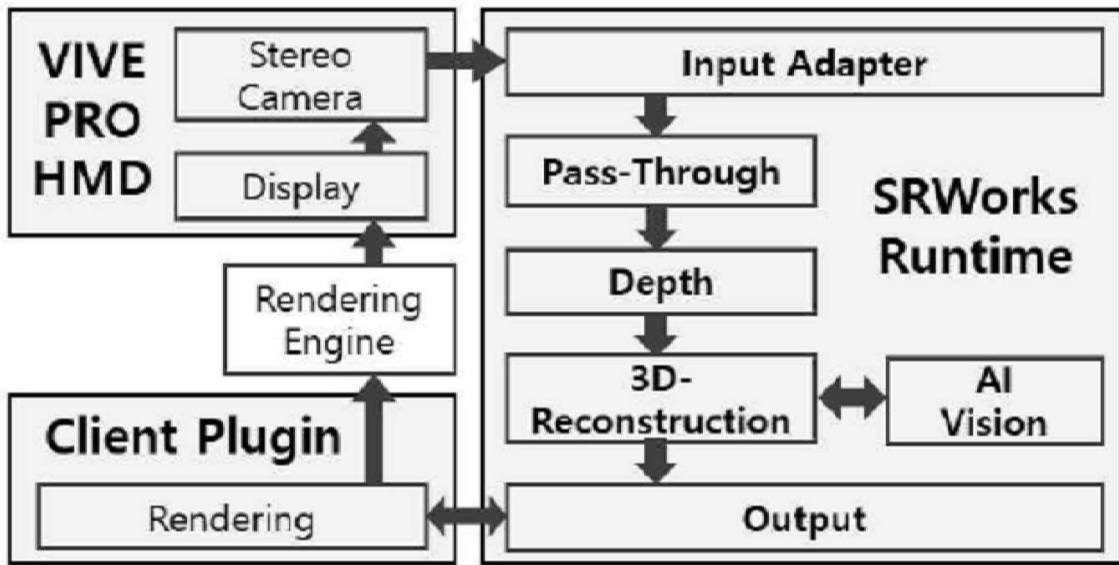 VIVE
PRO
HMD
Stereo
Camera
Display
Rendering
Engine
Client Plugin
Rendering
Input Adapter
Pass-Through
Depth
3D-
Reconstruction
AI
Vision
Output
SRWorks
Runtime